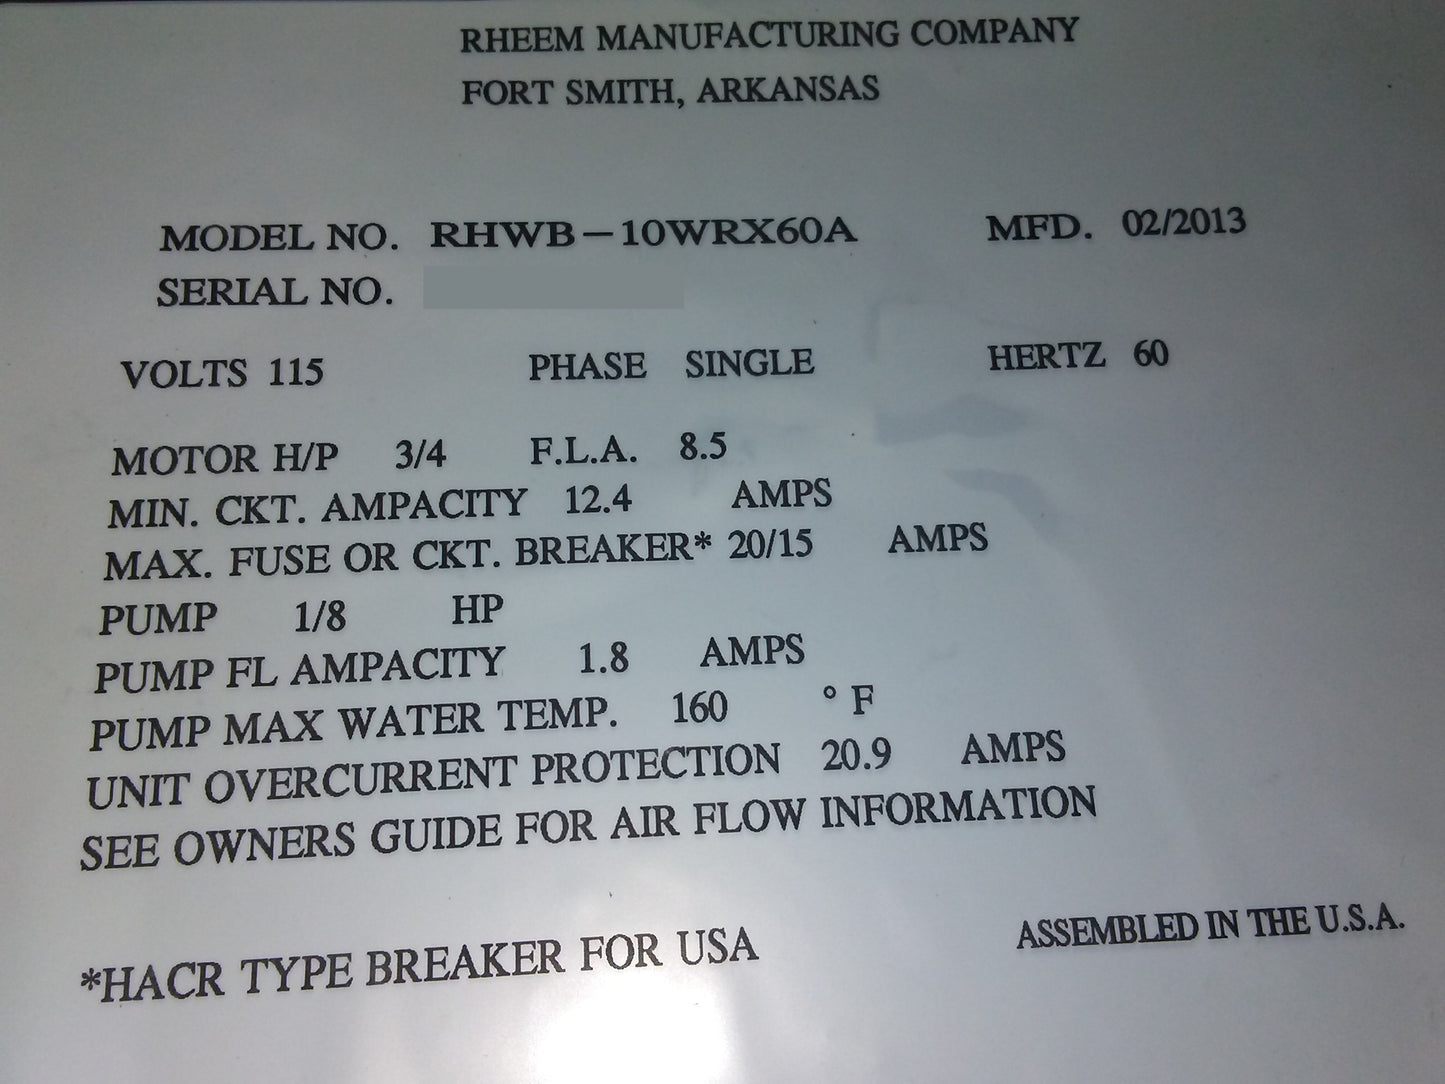 RHEEM MANUFACTURING COMPANY
FORT SMITH, ARKANSAS
MODEL NO. RHWB-10WRX60A MFD. 02/2013
SERIAL NO.
VOLTS 115 PHASE SINGLE HERTZ 60
MOTOR H/P 3/4 F.L.A. 8.5
MIN. CKT. AMPACITY 12.4 AMPS
MAX. FUSE OR CKT. BREAKER* 20/15 AMPS
PUMP 1/8 HP
PUMP FL AMPACITY 1.8 AMPS
PUMP MAX WATER TEMP. 160 ° F
UNIT OVERCURRENT PROTECTION 20.9 AMPS
SEE OWNERS GUIDE FOR AIR FLOW INFORMATION
*HACR TYPE BREAKER FOR USA ASSEMBLED IN THE U.S.A.